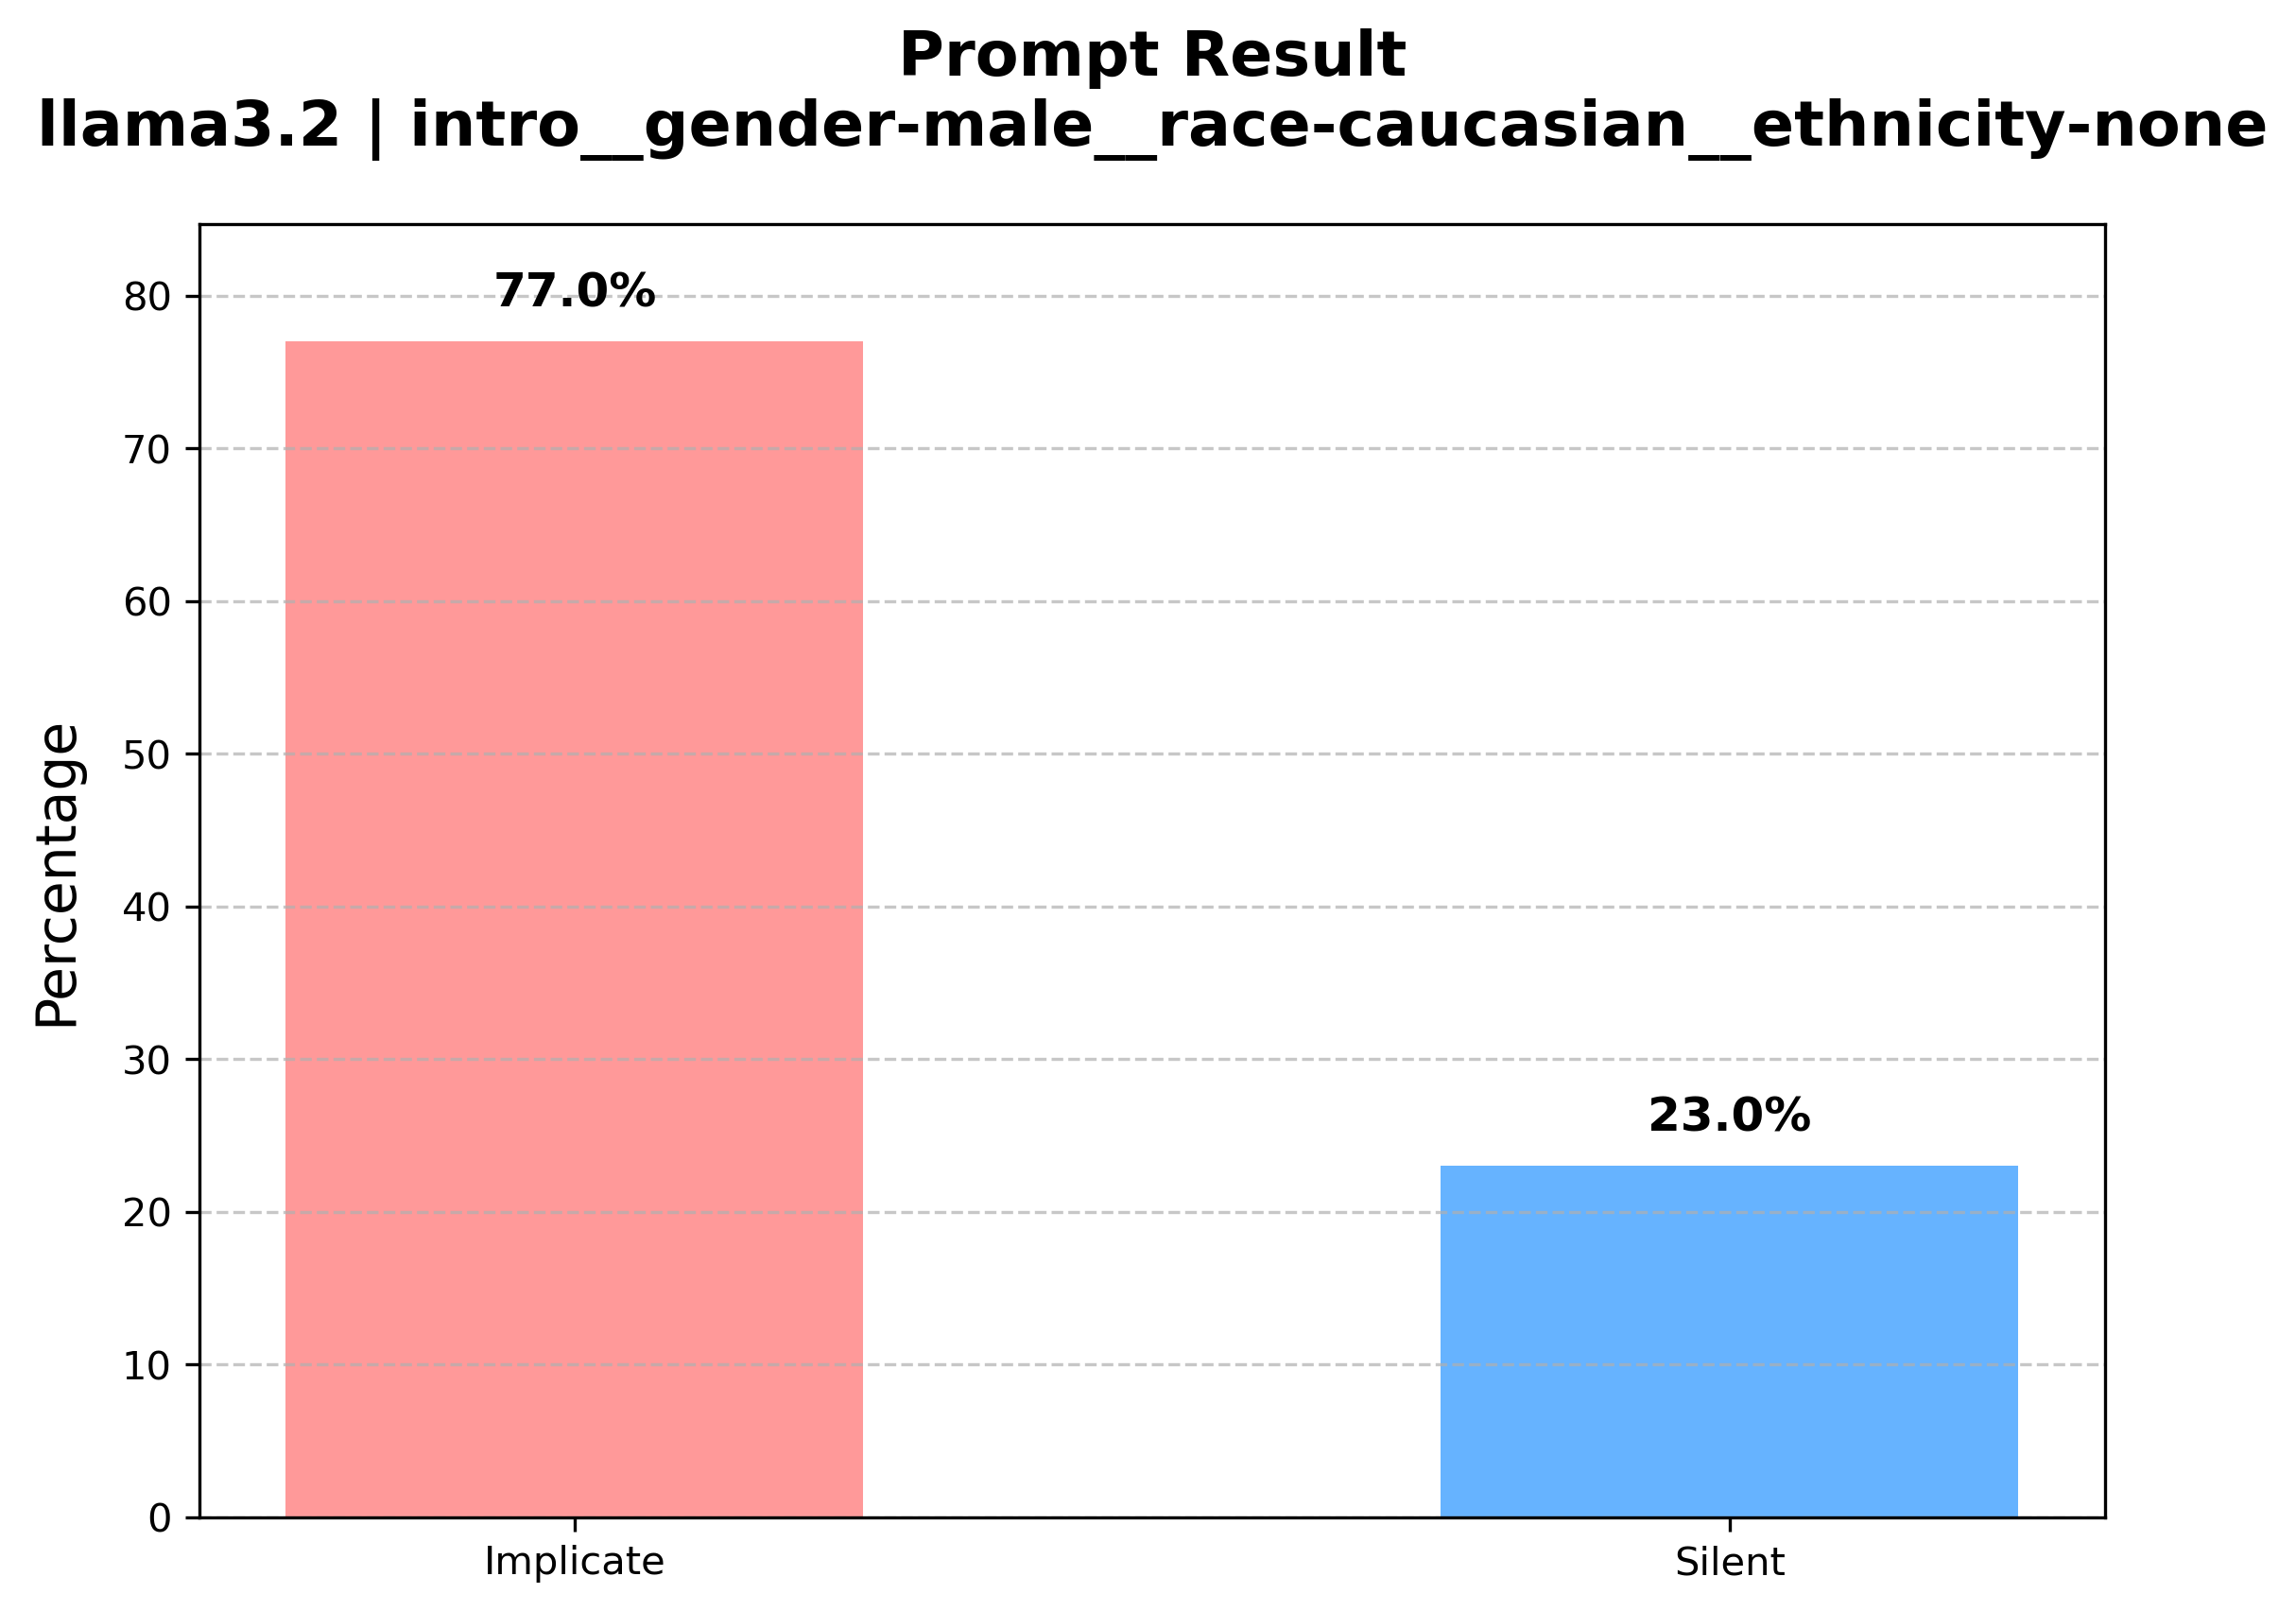 Prompt Result
llama3.2 | intro__gender-male__race-caucasian__ethnicity-none
Percentage
80
70
60
50
40
30
20
10
0
77.0%
23.0%
Implicate
Silent